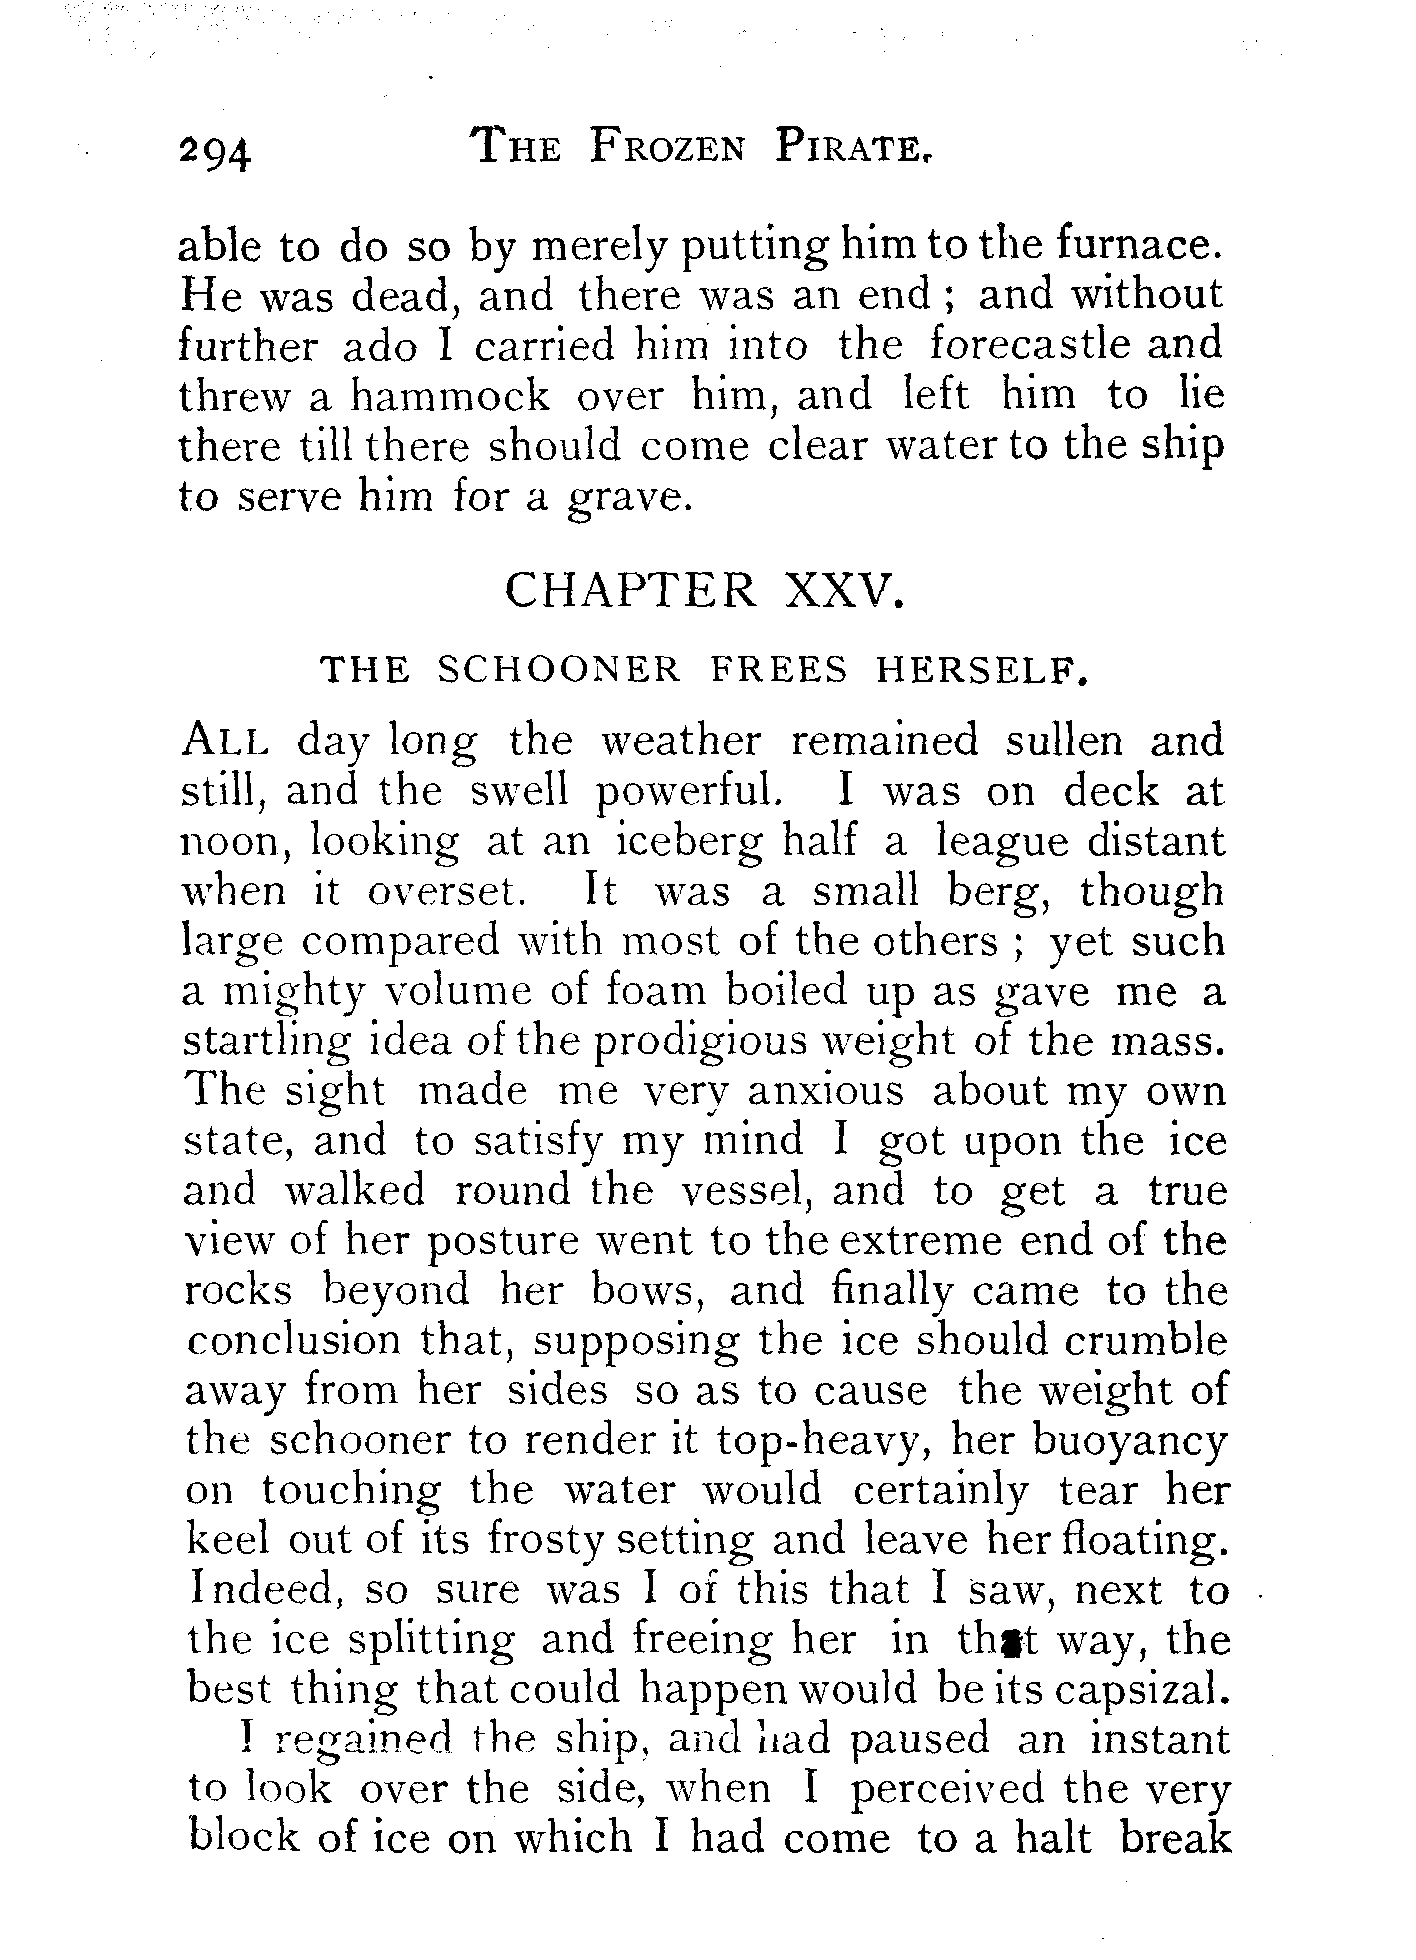 294 THE FROZEN PIRATE.
able to do so by merely putting him to the furnace.
He was dead, and there was an end ; and without
further ado I carried him into the forecastle and
threw a hammock over him, and left him to lie
there till there should come clear water to the ship
to serve him for a grave.
CHAPTER XXV.
THE SCHOONER FREES HERSELF.
ALL day long the weather remained sullen and
still, and the swell powerful. I was on deck at
noon, looking at an iceberg half a league distant
when it overset. It was a small berg, though
large compared with most of the others ; yet such
a mighty volume of foam boiled up as gave me a
startling idea of the prodigious weight of the mass.
The sight made me very anxious about my own
state, and to satisfy my mind I got upon the ice
and walked round the vessel, and to get a true
view of her posture went to the extreme end of the
rocks beyond her bows, and finally came to the
conclusion that, supposing the ice should crumble
away from her sides so as to cause the weight of
the schooner to render it top-heavy, her buoyancy
on touching the water would certainly tear her
keel out of its frosty setting and leave her floating.
Indeed, so sure was I of this that I saw, next to
the ice splitting and freeing her in that way, the
best thing that could happen would be its capsizal.
I regained the ship, and had paused an instant
to look over the side, when I perceived the very
block of ice on which I had come to a halt break